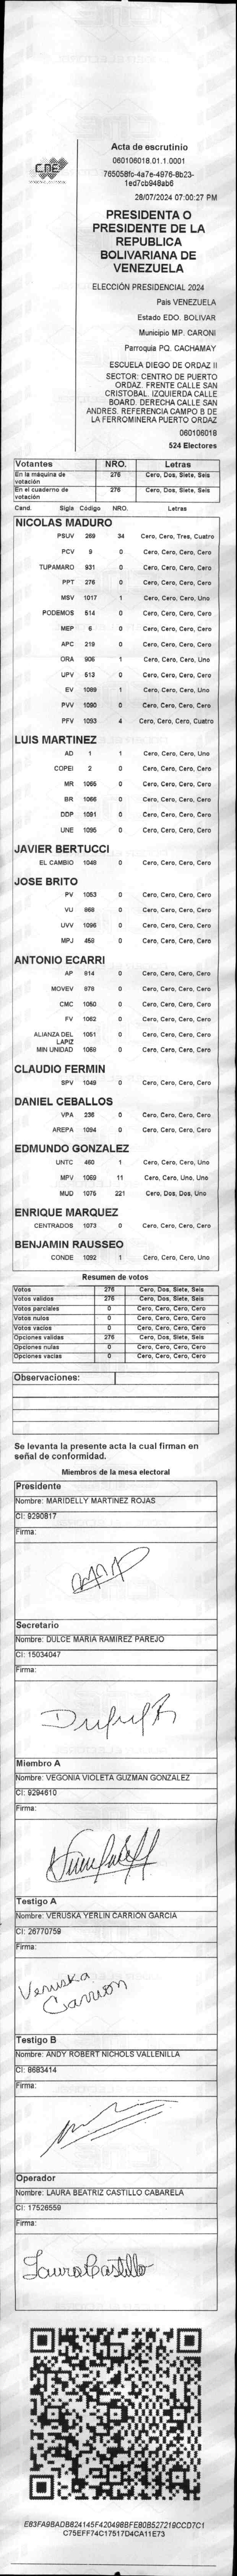 CNE
Acta de escrutinio
060106018.01.1.0001
765058fc-4a7e-4976-8b23-
1ed7cb948ab6
28/07/2024 07:00:27 PM
PRESIDENTA O
PRESIDENTE DE LA
REPUBLICA
BOLIVARIANA DE
VENEZUELA
ELECCIÓN PRESIDENCIAL 2024
País VENEZUELA
Estado EDO. BOLIVAR
Municipio MP. CARONI
Parroquia PQ. CACHAMAY
ESCUELA DIEGO DE ORDAZ II
SECTOR: CENTRO DE PUERTO
ORDAZ. FRENTE CALLE SAN
CRISTOBAL. IZQUIERDA CALLE
BOARD. DERECHA CALLE SAN
ANDRES. REFERENCIA CAMPO B DE
LA FERROMINERA PUERTO ORDAZ
060106018
524 Electores
Votantes NRO. Letras
En la máquina de votación 276 Cero, Dos, Siete, Seis
En el cuaderno de votación 276 Cero, Dos, Siete, Seis
Cand. Sigla Código NRO. Letras
NICOLAS MADURO
PSUV 269 34 Cero, Cero, Tres, Cuatro
PCV 9 0 Cero, Cero, Cero, Cero
TUPAMARO 931 0 Cero, Cero, Cero, Cero
PPT 276 0 Cero, Cero, Cero, Cero
MSV 1017 1 Cero, Cero, Cero, Uno
PODEMOS 514 0 Cero, Cero, Cero, Cero
MEP 6 0 Cero, Cero, Cero, Cero
APC 219 0 Cero, Cero, Cero, Cero
ORA 906 1 Cero, Cero, Cero, Uno
UPV 513 0 Cero, Cero, Cero, Cero
EV 1089 1 Cero, Cero, Cero, Uno
PVV 1090 0 Cero, Cero, Cero, Cero
PFV 1093 4 Cero, Cero, Cero, Cuatro
LUIS MARTINEZ
AD 1 1 Cero, Cero, Cero, Uno
COPEI 2 0 Cero, Cero, Cero, Cero
MR 1065 0 Cero, Cero, Cero, Cero
BR 1066 0 Cero, Cero, Cero, Cero
DDP 1091 0 Cero, Cero, Cero, Cero
UNE 1095 0 Cero, Cero, Cero, Cero
JAVIER BERTUCCI
EL CAMBIO 1048 0 Cero, Cero, Cero, Cero
JOSE BRITO
PV 1053 0 Cero, Cero, Cero, Cero
VU 868 0 Cero, Cero, Cero, Cero
UVV 1096 0 Cero, Cero, Cero, Cero
MPJ 458 0 Cero, Cero, Cero, Cero
ANTONIO ECARRI
AP 814 0 Cero, Cero, Cero, Cero
MOVEV 878 0 Cero, Cero, Cero, Cero
CMC 1050 0 Cero, Cero, Cero, Cero
FV 1062 0 Cero, Cero, Cero, Cero
ALIANZA DEL LAPIZ 1051 0 Cero, Cero, Cero, Cero
MIN UNIDAD 1068 0 Cero, Cero, Cero, Cero
CLAUDIO FERMIN
SPV 1049 0 Cero, Cero, Cero, Cero
DANIEL CEBALLOS
VPA 236 0 Cero, Cero, Cero, Cero
AREPA 1094 0 Cero, Cero, Cero, Cero
EDMUNDO GONZALEZ
UNTC 460 1 Cero, Cero, Cero, Uno
MPV 1069 11 Cero, Cero, Uno, Uno
MUD 1075 221 Cero, Dos, Dos, Uno
ENRIQUE MARQUEZ
CENTRADOS 1073 0 Cero, Cero, Cero, Cero
BENJAMIN RAUSSEO
CONDE 1092 1 Cero, Cero, Cero, Uno
Resumen de votos
Votos 276 Cero, Dos, Siete, Seis
Votos validos 276 Cero, Dos, Siete, Seis
Votos parciales 0 Cero, Cero, Cero, Cero
Votos nulos 0 Cero, Cero, Cero, Cero
Votos vacios 0 Cero, Cero, Cero, Cero
Opciones validas 276 Cero, Dos, Siete, Seis
Opciones nulas 0 Cero, Cero, Cero, Cero
Opciones vacias 0 Cero, Cero, Cero, Cero
Observaciones:
Se levanta la presente acta la cual firman en
señal de conformidad.
Miembros de la mesa electoral
Presidente
Nombre: MARIDELLY MARTINEZ ROJAS
CI: 9290817
Firma:
Secretario
Nombre: DULCE MARIA RAMIREZ PAREJO
CI: 15034047
Firma:
Miembro A
Nombre: VEGONIA VIOLETA GUZMAN GONZALEZ
CI: 9294610
Firma:
Testigo A
Nombre: VERUSKA YERLIN CARRION GARCIA
CI: 26770759
Firma:
Veruska
Carrion
Testigo B
Nombre: ANDY ROBERT NICHOLS VALLENILLA
CI: 8683414
Firma:
Operador
Nombre: LAURA BEATRIZ CASTILLO CABARELA
CI: 17526559
Firma:
Laura Castillo
E83FA9BADB824145F420498BFE80B527219CCD7C1
C75EFF74C17517D4CA11E73